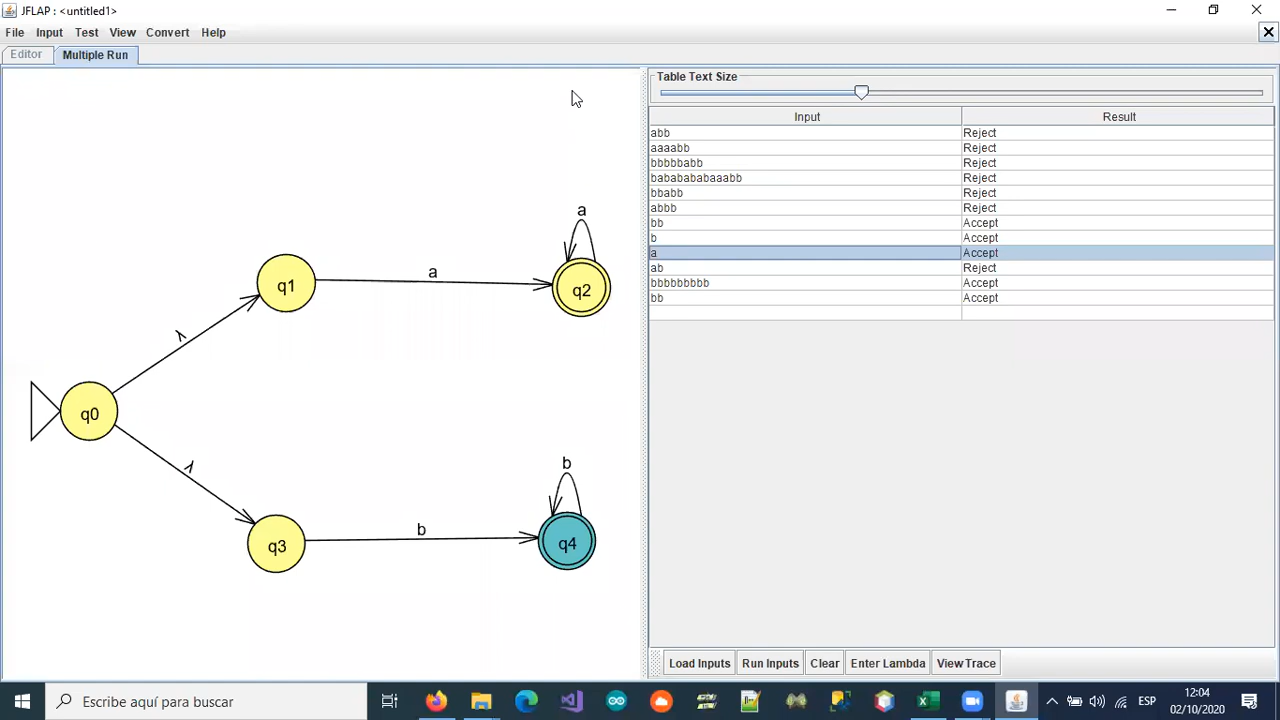 JFLAP : <untitled1>
File Input Test View Convert Help
Editor Multiple Run
Table Text Size
Input Result
abb Reject
aaaabb Reject
bbbbbabb Reject
bababababaaabb Reject
bbabb Reject
abbb Reject
bb Accept
b Accept
a Accept
ab Reject
bbbbbbbbb Accept
bb Accept
a
q1
a
q2
λ
q0
λ
b
q3
b
q4
Load Inputs Run Inputs Clear Enter Lambda View Trace
Escribe aquí para buscar
ESP
12:04
02/10/2020